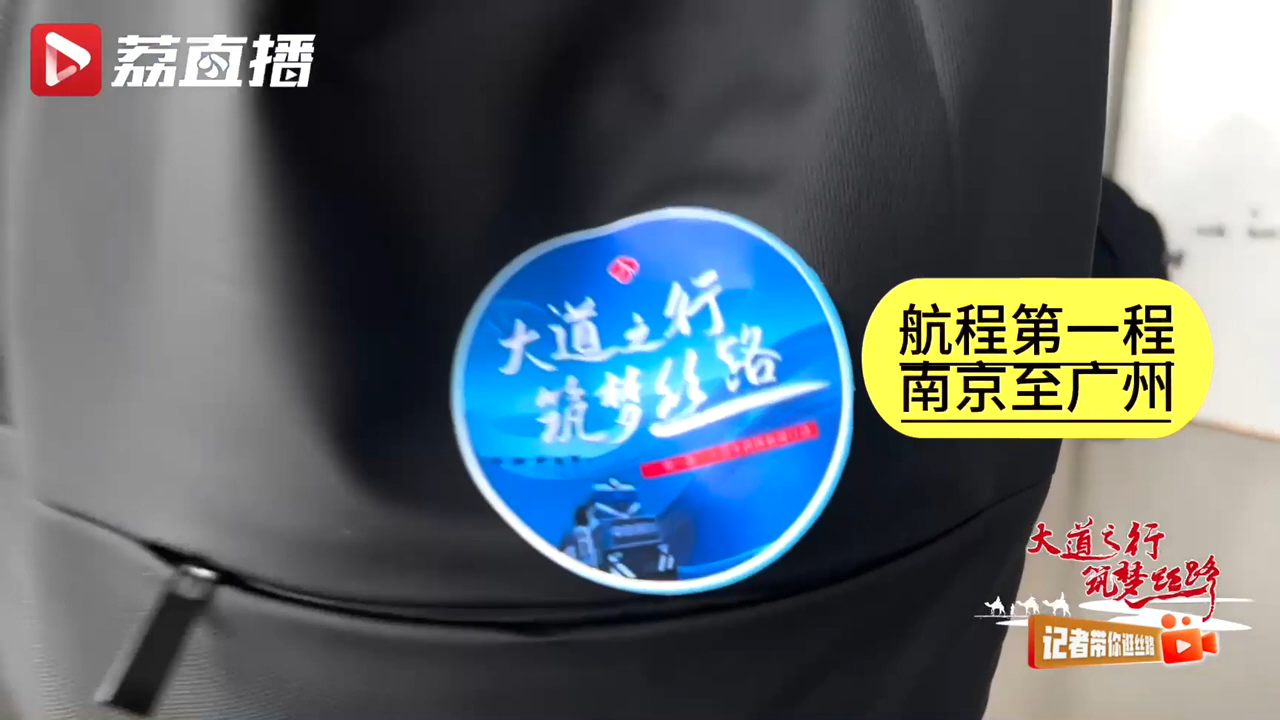 荔直播
大道之行
筑梦丝路
航程第一程
南京至广州
大道之行
筑梦丝路
记者带你逛丝路